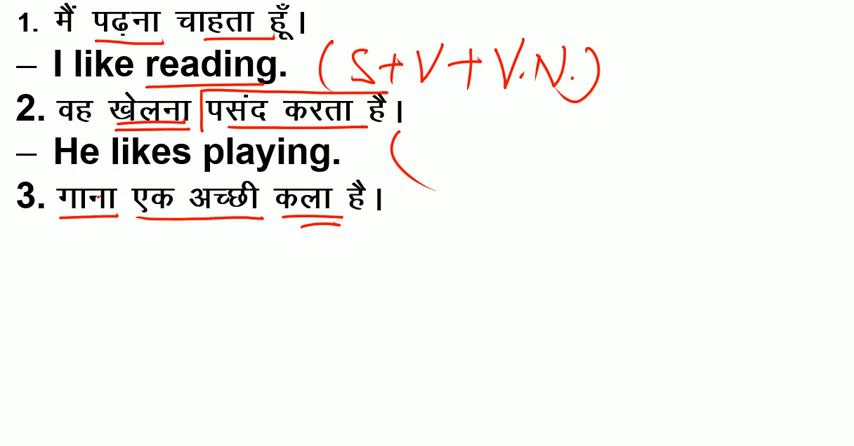 1. मैं पढ़ना चाहता हूँ।
– I like reading. (S+V+V.N.)
2. वह खेलना पसंद करता है।
– He likes playing. (
3. गाना एक अच्छी कला है।